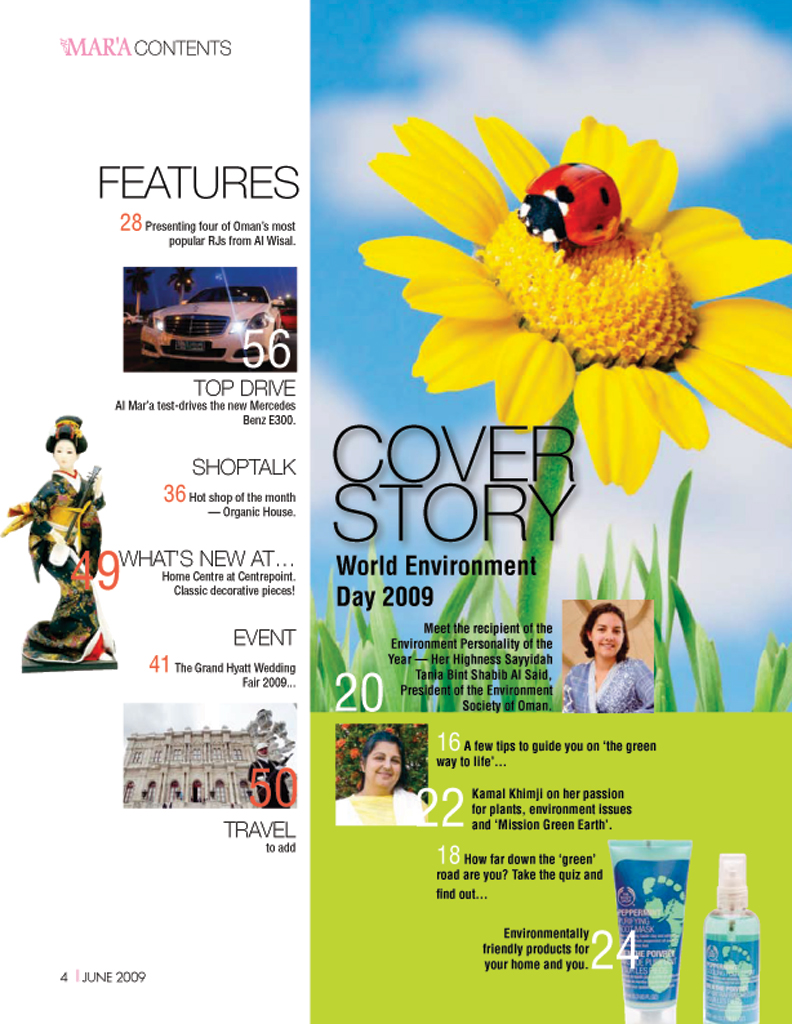 MAR'A CONTENTS
FEATURES
28 Presenting four of Oman's most
popular RJs from Al Wisal.
56
TOP DRIVE
Al Mar'a test-drives the new Mercedes
Benz E300.
SHOPTALK
36 Hot shop of the month
— Organic House.
49 WHAT'S NEW AT...
Home Centre at Centrepoint.
Classic decorative pieces!
EVENT
41 The Grand Hyatt Wedding
Fair 2009...
50
TRAVEL
to add
4 | JUNE 2009
COVER
STORY
World Environment
Day 2009
Meet the recipient of the
Environment Personality of the
Year — Her Highness Sayyidah
Tania Bint Shabib Al Said,
President of the Environment
Society of Oman.
20
16 A few tips to guide you on 'the green
way to life'...
22 Kamal Khimji on her passion
for plants, environment issues
and 'Mission Green Earth'.
18 How far down the 'green'
road are you? Take the quiz and
find out...
Environmentally
friendly products for
your home and you.
24
PEPPERMINT
PURIFYING